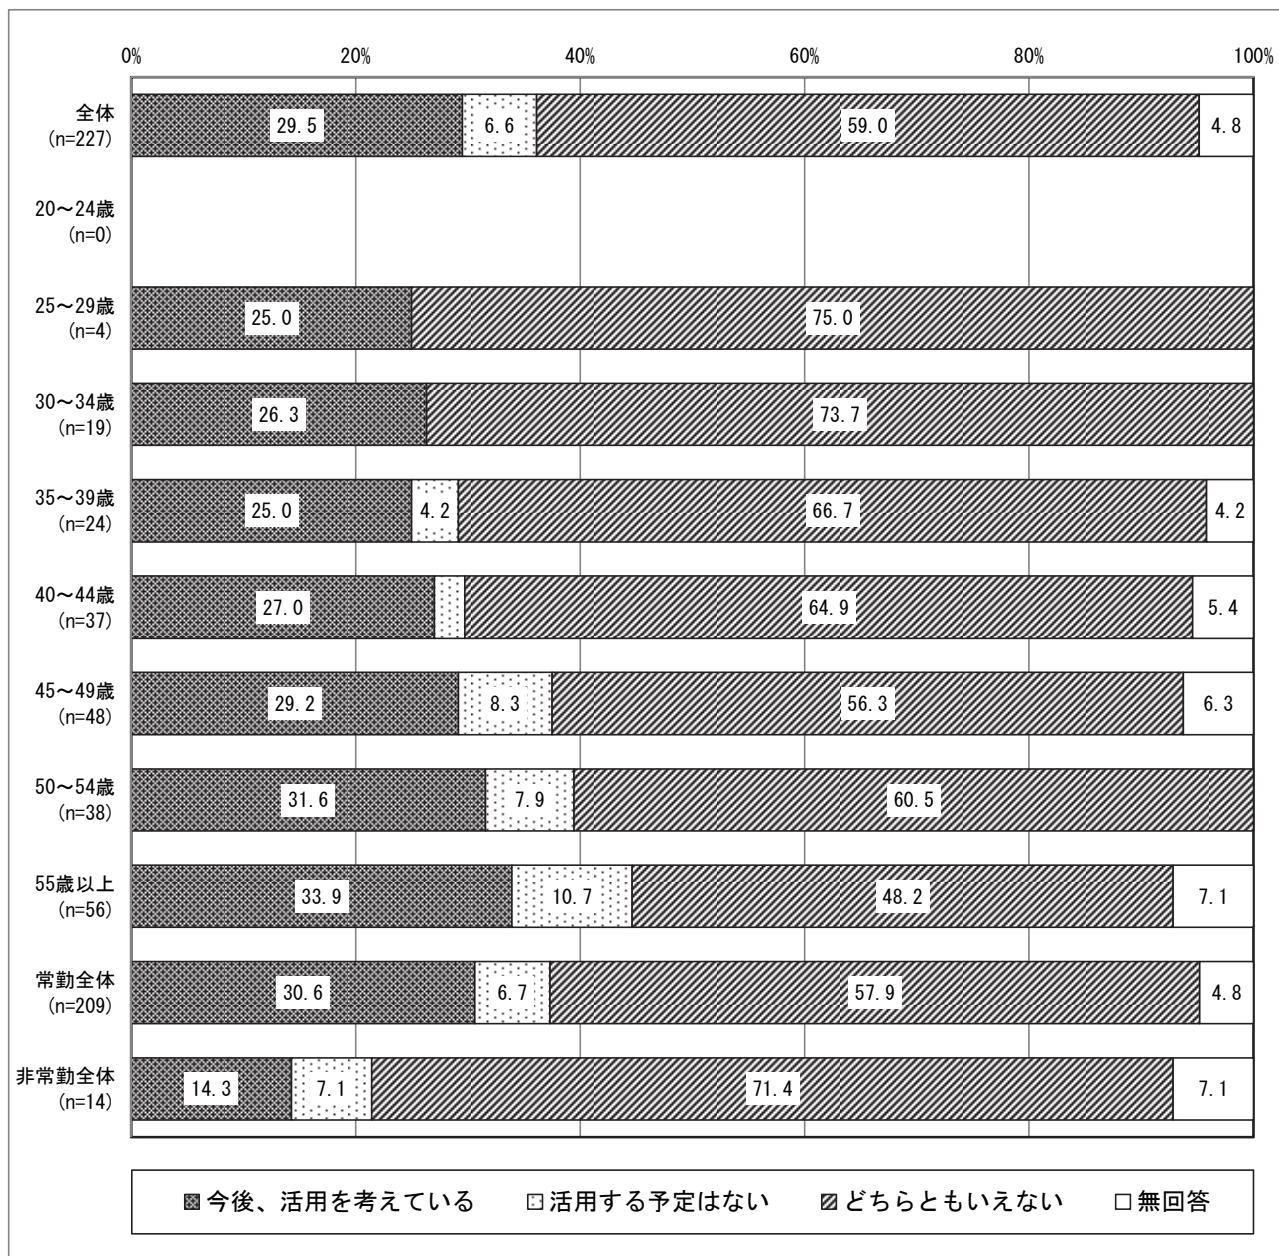 0% 20% 40% 60% 80% 100%
全体
(n=227)
29.5 6.6 59.0 4.8
20～24歳
(n=0)
25～29歳
(n=4)
25.0 75.0
30～34歳
(n=19)
26.3 73.7
35～39歳
(n=24)
25.0 4.2 66.7 4.2
40～44歳
(n=37)
27.0 64.9 5.4
45～49歳
(n=48)
29.2 8.3 56.3 6.3
50～54歳
(n=38)
31.6 7.9 60.5
55歳以上
(n=56)
33.9 10.7 48.2 7.1
常勤全体
(n=209)
30.6 6.7 57.9 4.8
非常勤全体
(n=14)
14.3 7.1 71.4 7.1
今後、活用を考えている 活用する予定はない どちらともいえない 無回答